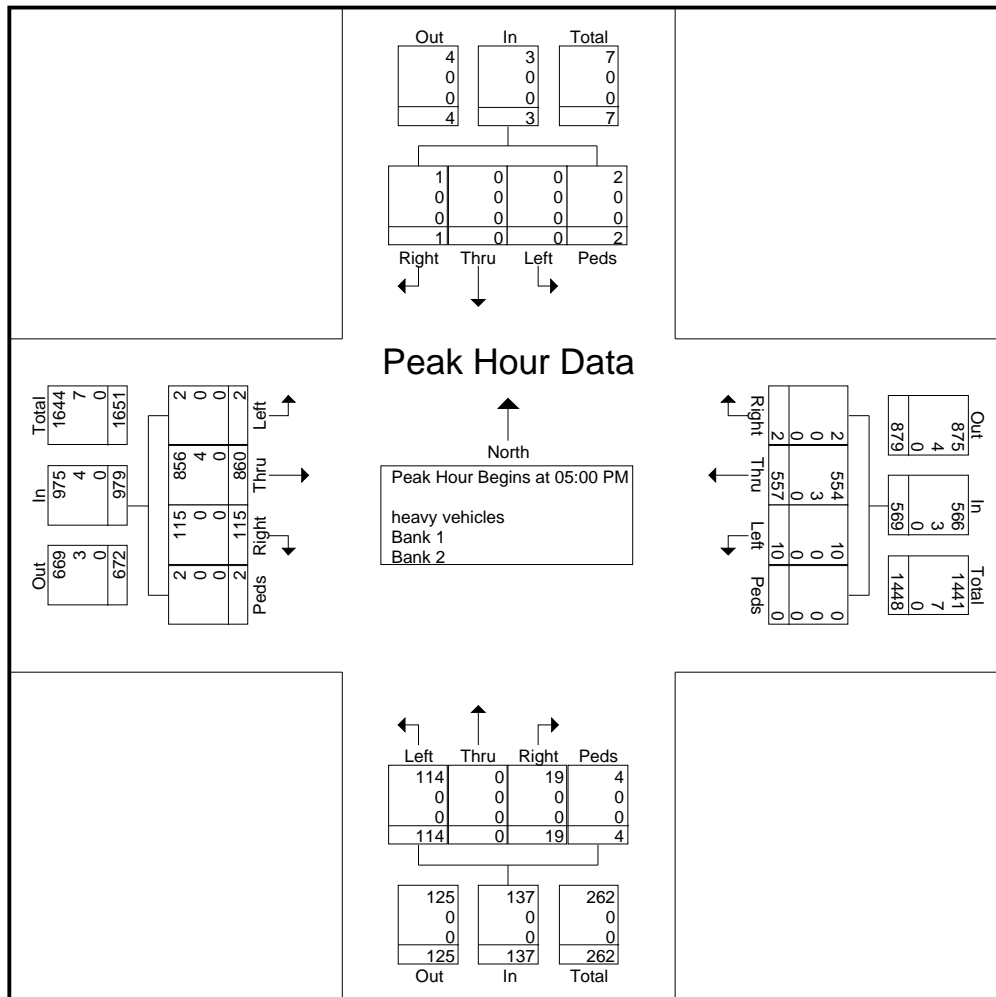 Out In Total
4 3 7
0 0 0
0 0 0
4 3 7
1 0 0 2
0 0 0 0
0 0 0 0
1 0 0 2
Right Thru Left Peds
Peak Hour Data
North
Peak Hour Begins at 05:00 PM
heavy vehicles
Bank 1
Bank 2
Total
1644
7
0
1651
In
975
4
0
979
Out
669
3
0
672
2
0
0
2
Left
856
4
0
860
Thru
115
0
0
115
Right
2
0
0
2
Peds
Right
2
0
0
2
Thru
554
3
0
557
Left
10
0
0
10
Peds
0
0
0
0
Out
875
4
0
879
In
566
3
0
569
Total
1441
7
0
1448
Left Thru Right Peds
114 0 19 4
0 0 0 0
0 0 0 0
114 0 19 4
125 137 262
0 0 0
0 0 0
125 137 262
Out In Total